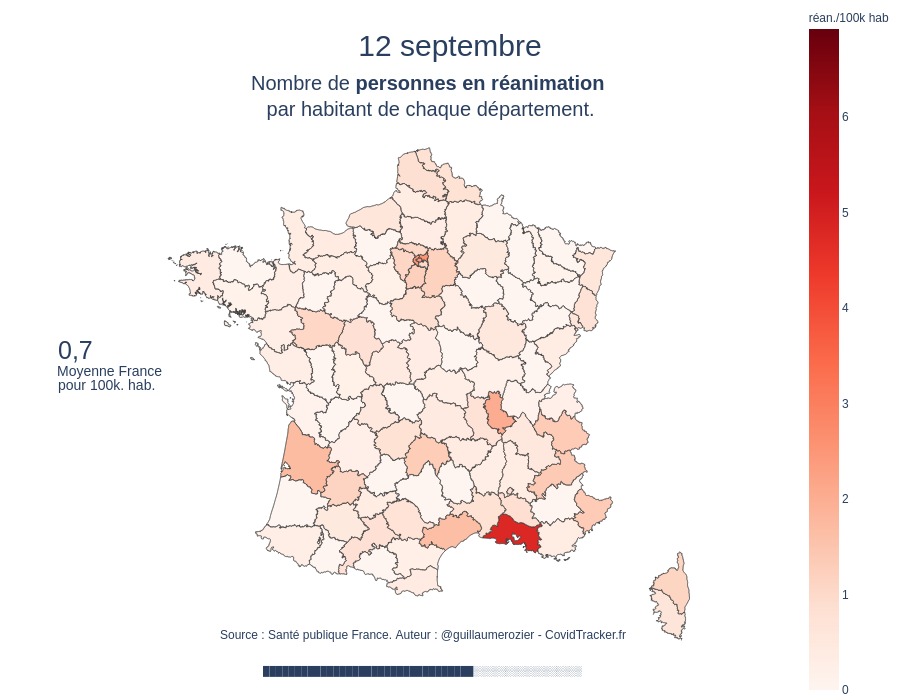 réan./100k hab
12 septembre
Nombre de personnes en réanimation
par habitant de chaque département.
6
5
4
3
2
1
0
0,7
Moyenne France
pour 100k. hab.
Source : Santé publique France. Auteur : @guillaumerozier - CovidTracker.fr